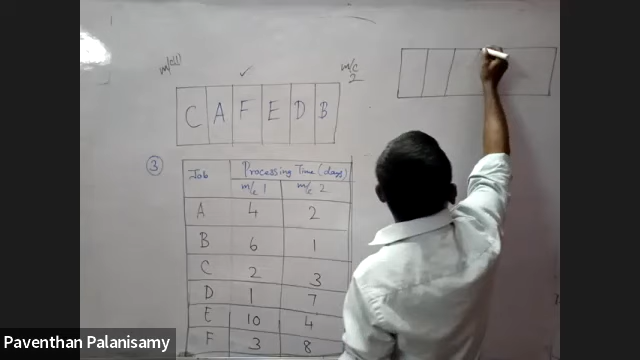 m/c 1
m/c 2
C A F E D B
3
Job Processing Time (days)
m/c 1 m/c 2
A 4 2
B 6 1
C 2 3
D 1 7
E 10 4
F 3 8
Paventhan Palanisamy